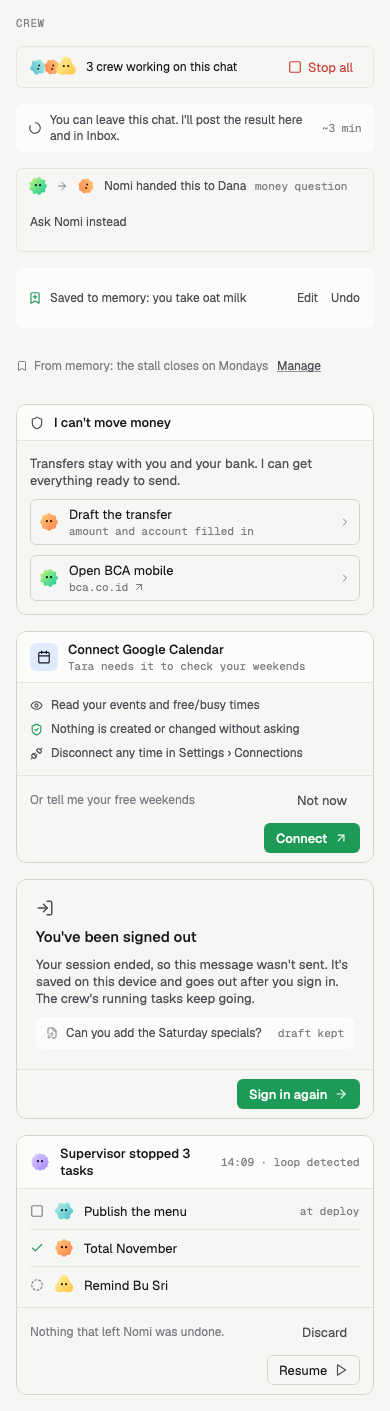 CREW
3 crew working on this chat
Stop all
You can leave this chat. I'll post the result here
and in Inbox.
~3 min
Nomi handed this to Dana money question
Ask Nomi instead
Saved to memory: you take oat milk
Edit
Undo
From memory: the stall closes on Mondays Manage
I can't move money
Transfers stay with you and your bank. I can get
everything ready to send.
Draft the transfer
amount and account filled in
Open BCA mobile
bca.co.id ↗
Connect Google Calendar
Tara needs it to check your weekends
Read your events and free/busy times
Nothing is created or changed without asking
Disconnect any time in Settings › Connections
Or tell me your free weekends
Not now
Connect ↗
You've been signed out
Your session ended, so this message wasn't sent. It's
saved on this device and goes out after you sign in.
The crew's running tasks keep going.
Can you add the Saturday specials?
draft kept
Sign in again →
Supervisor stopped 3
tasks
14:09 · loop detected
Publish the menu
at deploy
Total November
Remind Bu Sri
Nothing that left Nomi was undone.
Discard
Resume